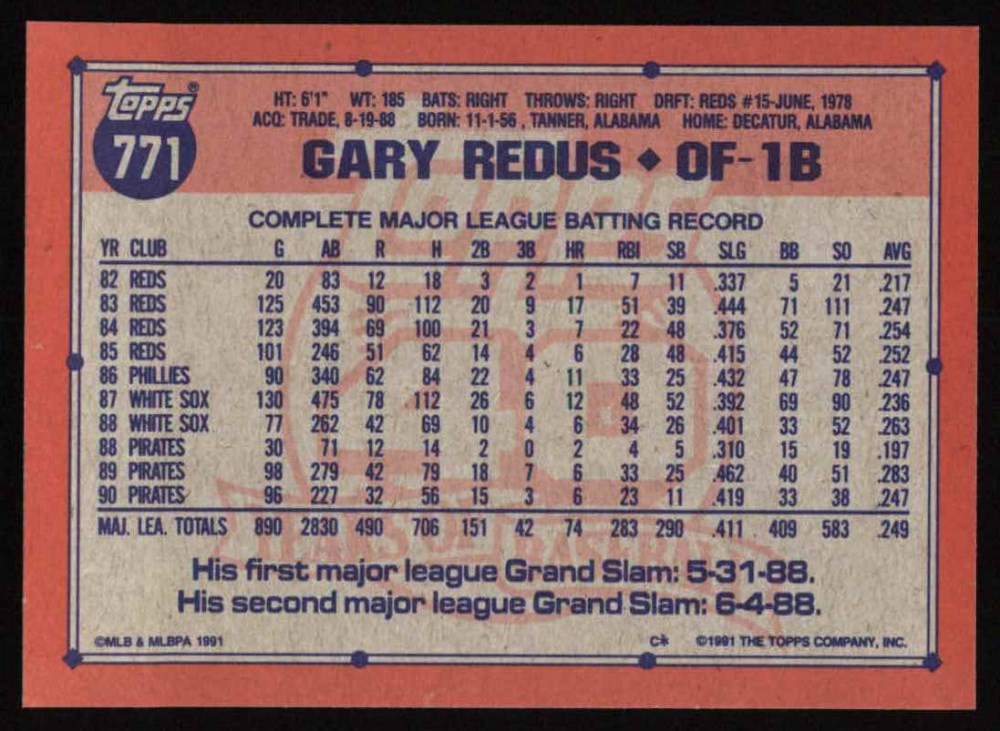 Topps®
771
HT: 6'1" WT: 185 BATS: RIGHT THROWS: RIGHT DRFT: REDS #15-JUNE, 1978
ACQ: TRADE, 8-19-88 BORN: 11-1-56, TANNER, ALABAMA HOME: DECATUR, ALABAMA
GARY REDUS ◆ OF-1B
COMPLETE MAJOR LEAGUE BATTING RECORD
YR CLUB G AB R H 2B 3B HR RBI SB SLG BB SO AVG
82 REDS 20 83 12 18 3 2 1 7 11 .337 5 21 .217
83 REDS 125 453 90 112 20 9 17 51 39 .444 71 111 .247
84 REDS 123 394 69 100 21 3 7 22 48 .376 52 71 .254
85 REDS 101 246 51 62 14 4 6 28 48 .415 44 52 .252
86 PHILLIES 90 340 62 84 22 4 11 33 25 .432 47 78 .247
87 WHITE SOX 130 475 78 112 26 6 12 48 52 .392 69 90 .236
88 WHITE SOX 77 262 42 69 10 4 6 34 26 .401 33 52 .263
88 PIRATES 30 71 12 14 2 0 2 4 5 .310 15 19 .197
89 PIRATES 98 279 42 79 18 7 6 33 25 .462 40 51 .283
90 PIRATES 96 227 32 56 15 3 6 23 11 .419 33 38 .247
MAJ. LEA. TOTALS 890 2830 490 706 151 42 74 283 290 .411 409 583 .249
Topps
40
YEARS OF BASEBALL
His first major league Grand Slam: 5-31-88.
His second major league Grand Slam: 6-4-88.
©MLB & MLBPA 1991 C* ©1991 THE TOPPS COMPANY, INC.